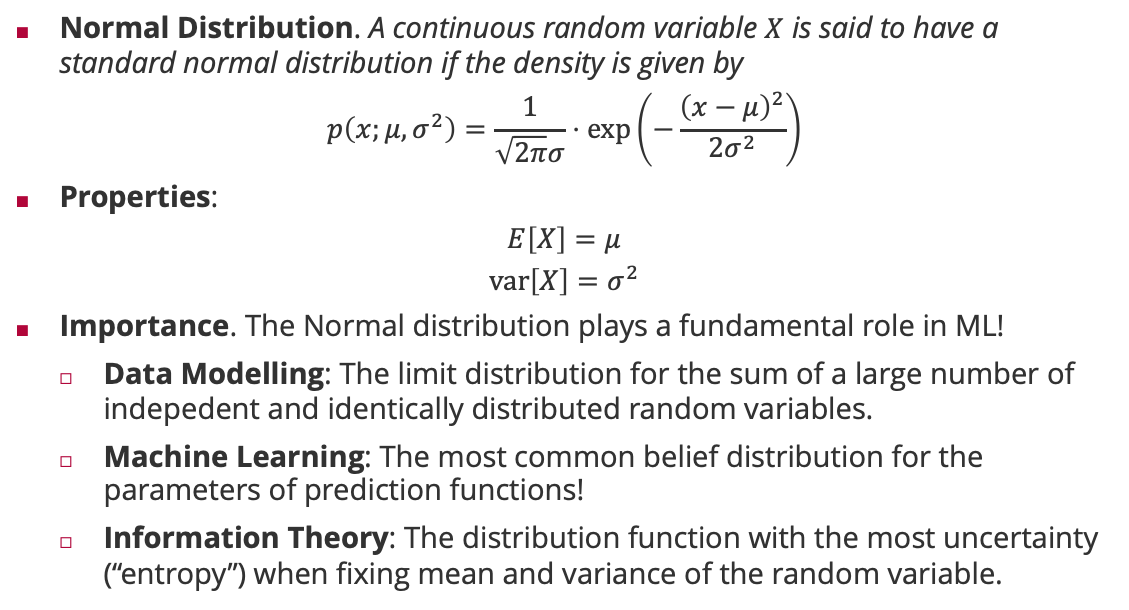 Normal Distribution. A continuous random variable X is said to have a
standard normal distribution if the density is given by
p(x; μ, σ²) = 1/(√2πσ) · exp(−(x − μ)²/(2σ²))
Properties:
E[X] = μ
var[X] = σ²
Importance. The Normal distribution plays a fundamental role in ML!
Data Modelling: The limit distribution for the sum of a large number of
indepedent and identically distributed random variables.
Machine Learning: The most common belief distribution for the
parameters of prediction functions!
Information Theory: The distribution function with the most uncertainty
(“entropy”) when fixing mean and variance of the random variable.